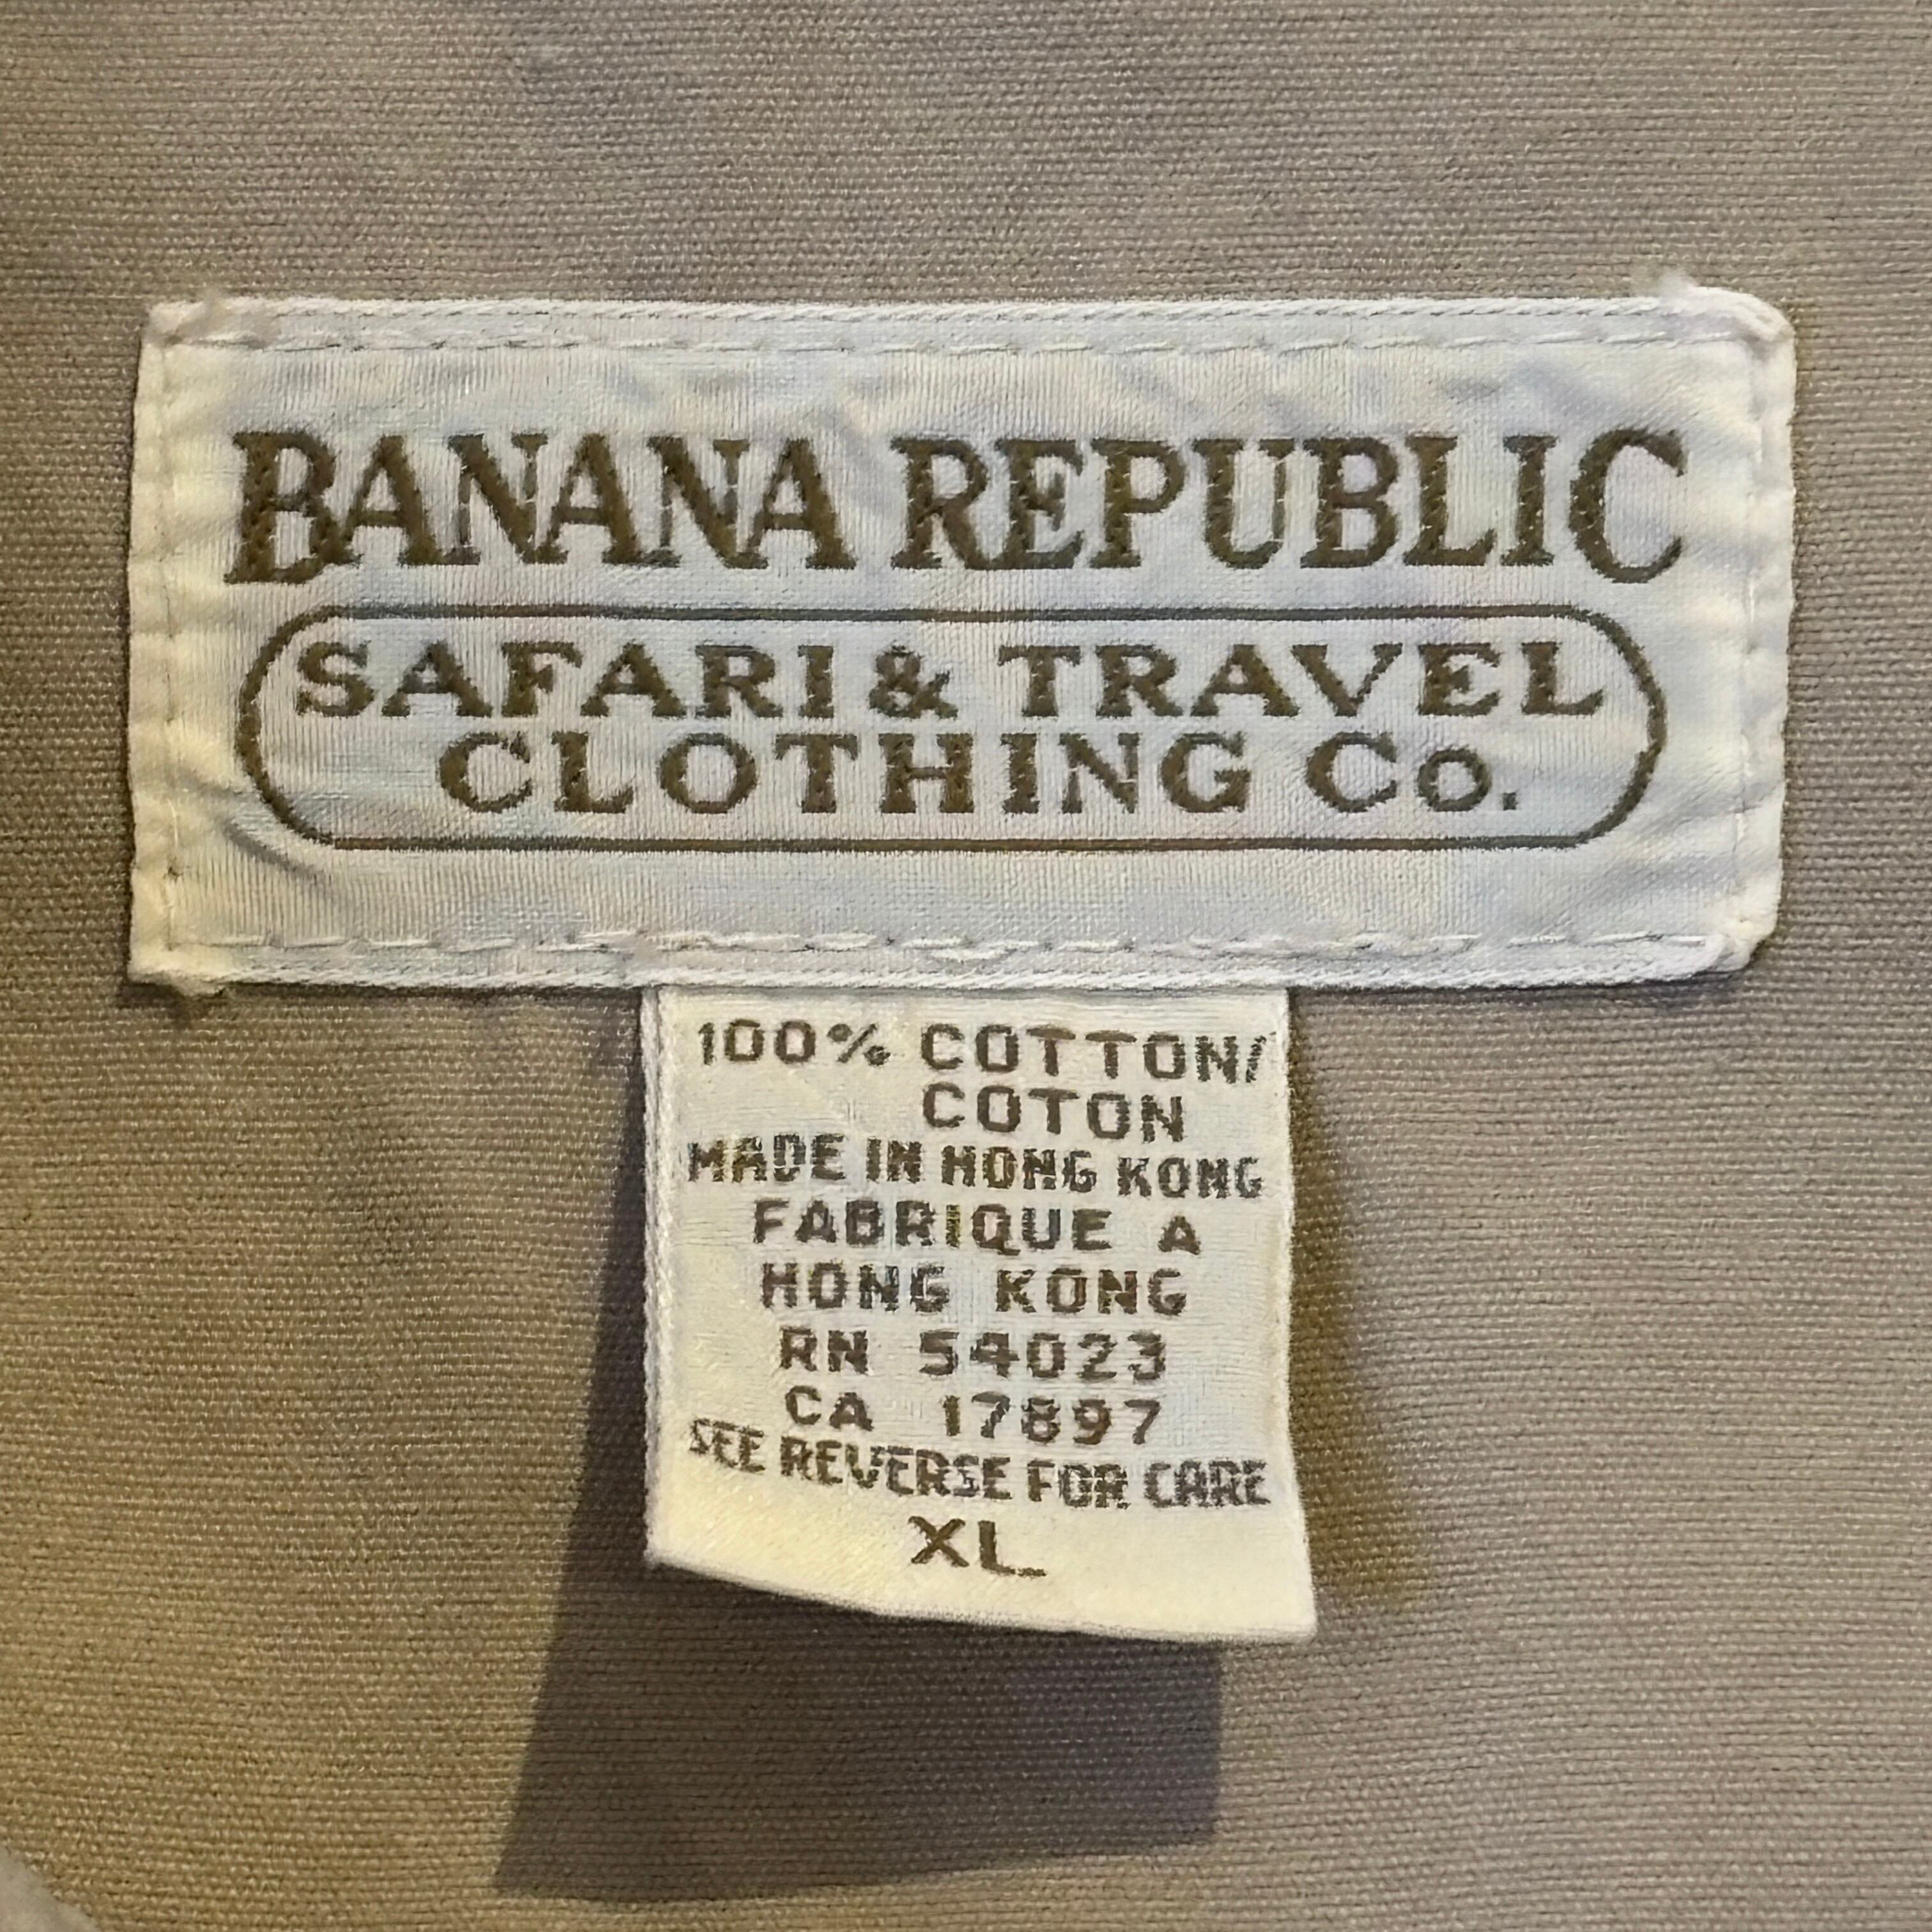 BANANA REPUBLIC
SAFARI & TRAVEL
CLOTHING Co.
100% COTTON/
COTON
MADE IN HONG KONG
FABRIQUE A
HONG KONG
RN 54023
CA 17897
SEE REVERSE FOR CARE
XL